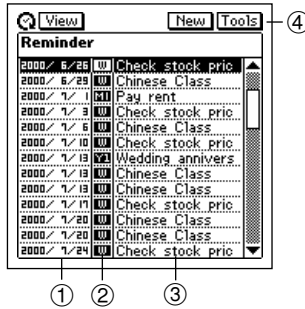 View New Tools ④
Reminder
2000/ 6/26 W Check stock pric
2000/ 6/29 W Chinese Class
2000/ 7/ 1 M1 Pay rent
2000/ 7/ 3 W Check stock pric
2000/ 7/ 6 W Chinese Class
2000/ 7/10 W Check stock pric
2000/ 7/13 Y1 Wedding annivers
2000/ 7/13 W Chinese Class
2000/ 7/13 W Chinese Class
2000/ 7/17 W Check stock pric
2000/ 7/20 W Chinese Class
2000/ 7/20 W Chinese Class
2000/ 7/24 W Check stock pric
① ② ③